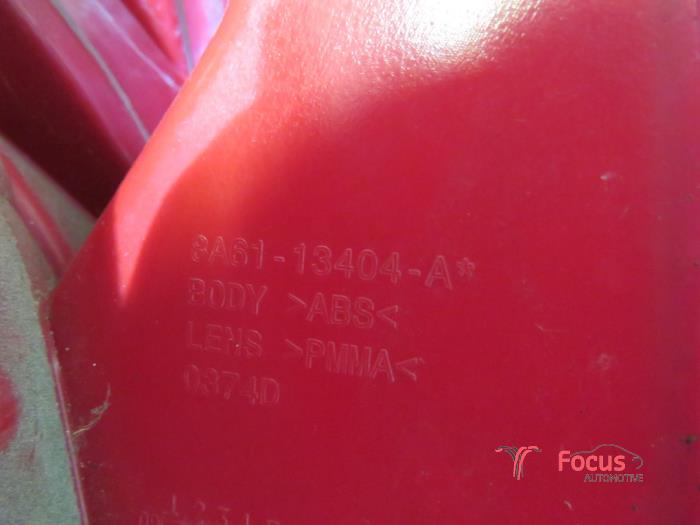 8A61-13404-A*
BODY >ABS<
LENS >PMMA<
0374D
Focus
AUTOMOTIVE